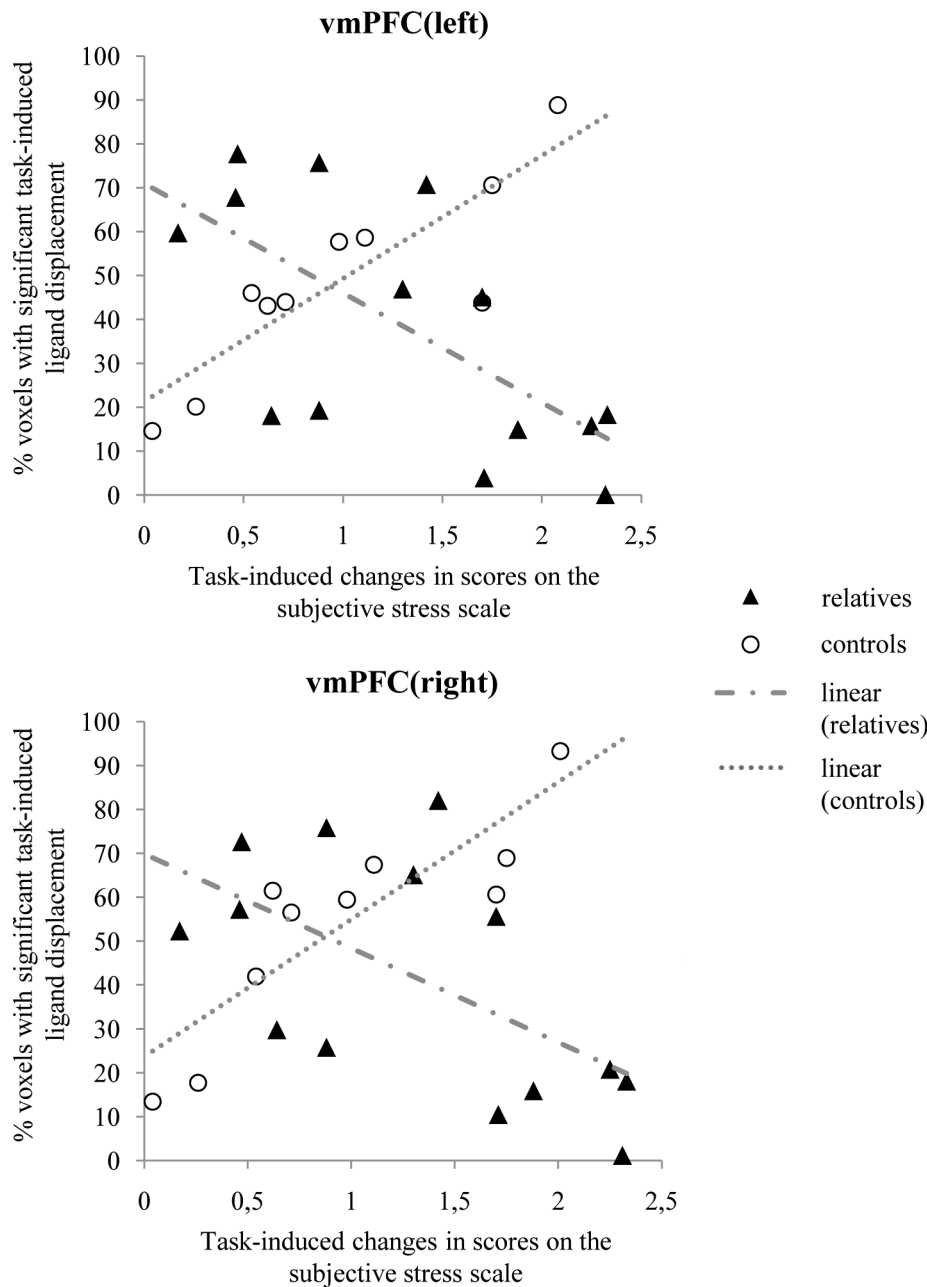 vmPFC(left)
% voxels with significant task-induced
ligand displacement
100
90
80
70
60
50
40
30
20
10
0
0 0,5 1 1,5 2 2,5
Task-induced changes in scores on the
subjective stress scale
relatives
controls
linear
(relatives)
linear
(controls)
vmPFC(right)
% voxels with significant task-induced
ligand displacement
100
90
80
70
60
50
40
30
20
10
0
0 0,5 1 1,5 2 2,5
Task-induced changes in scores on the
subjective stress scale